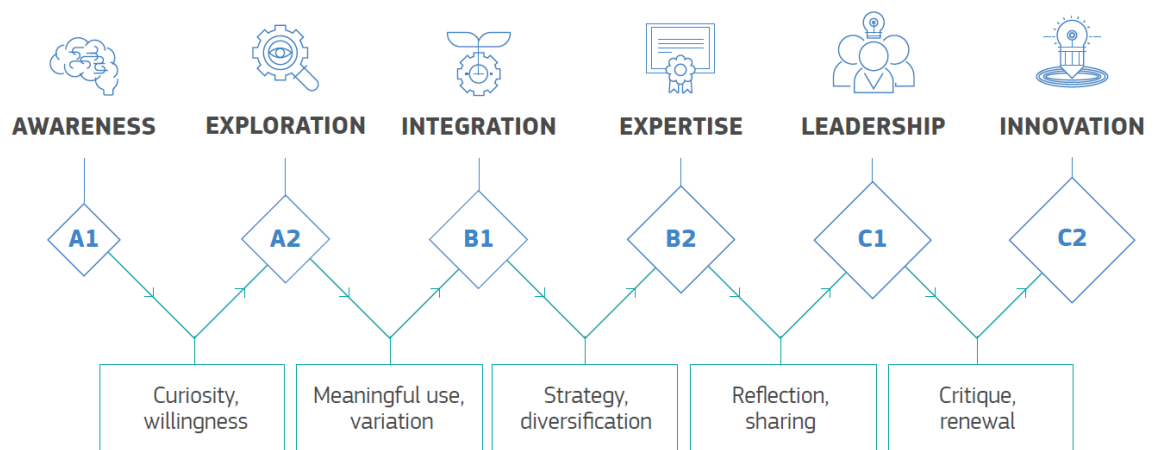 AWARENESS
EXPLORATION
INTEGRATION
EXPERTISE
LEADERSHIP
INNOVATION
A1
A2
B1
B2
C1
C2
Curiosity,
willingness
Meaningful use,
variation
Strategy,
diversification
Reflection,
sharing
Critique,
renewal